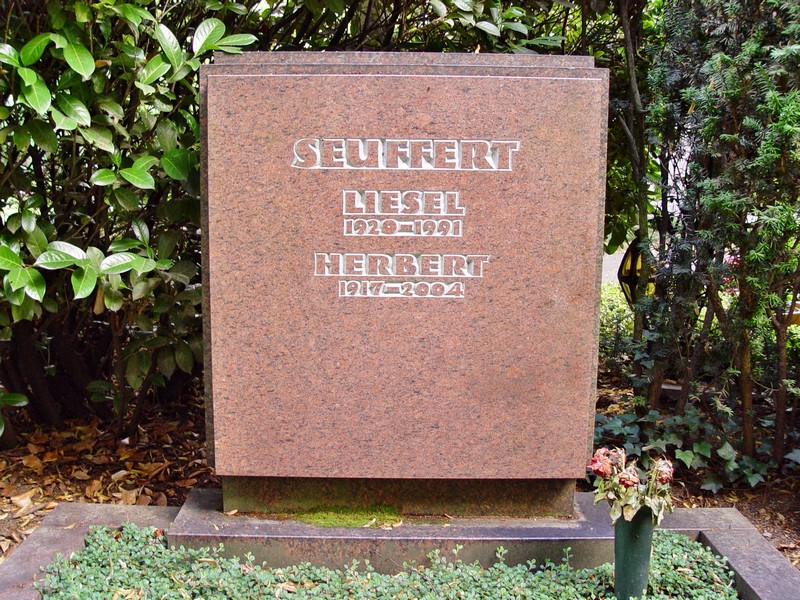 SEUFFERT
LIESEL
1920-1991
HERBERT
1917-2004